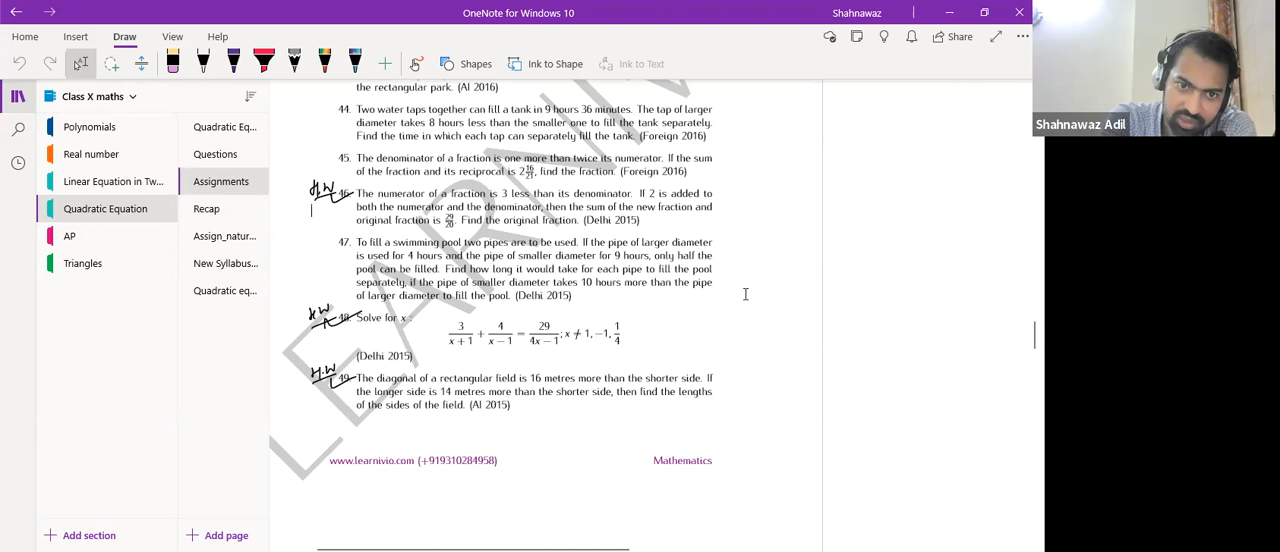 OneNote for Windows 10
Shahnawaz
Home
Insert
Draw
View
Help
Share
Shapes
Ink to Shape
Ink to Text
Class X maths
Polynomials
Real number
Linear Equation in Tw...
Quadratic Equation
AP
Triangles
Add section
Quadratic Eq...
Questions
Assignments
Recap
Assign_natur...
New Syllabus...
Quadratic eq...
Add page
the rectangular park. (AI 2016)
44. Two water taps together can fill a tank in 9 hours 36 minutes. The tap of larger
diameter takes 8 hours less than the smaller one to fill the tank separately.
Find the time in which each tap can separately fill the tank. (Foreign 2016)
45. The denominator of a fraction is one more than twice its numerator. If the sum
of the fraction and its reciprocal is 2 16/21, find the fraction. (Foreign 2016)
H.W
46. The numerator of a fraction is 3 less than its denominator. If 2 is added to
both the numerator and the denominator, then the sum of the new fraction and
original fraction is 29/20. Find the original fraction. (Delhi 2015)
47. To fill a swimming pool two pipes are to be used. If the pipe of larger diameter
is used for 4 hours and the pipe of smaller diameter for 9 hours, only half the
pool can be filled. Find how long it would take for each pipe to fill the pool
separately, if the pipe of smaller diameter takes 10 hours more than the pipe
of larger diameter to fill the pool. (Delhi 2015)
HW
48. Solve for x :
3/(x + 1) + 4/(x − 1) = 29/(4x − 1); x ≠ 1, −1, 1/4
(Delhi 2015)
H.W
49. The diagonal of a rectangular field is 16 metres more than the shorter side. If
the longer side is 14 metres more than the shorter side, then find the lengths
of the sides of the field. (AI 2015)
www.learnivio.com (+919310284958)
Mathematics
LEARNIV
Shahnawaz Adil